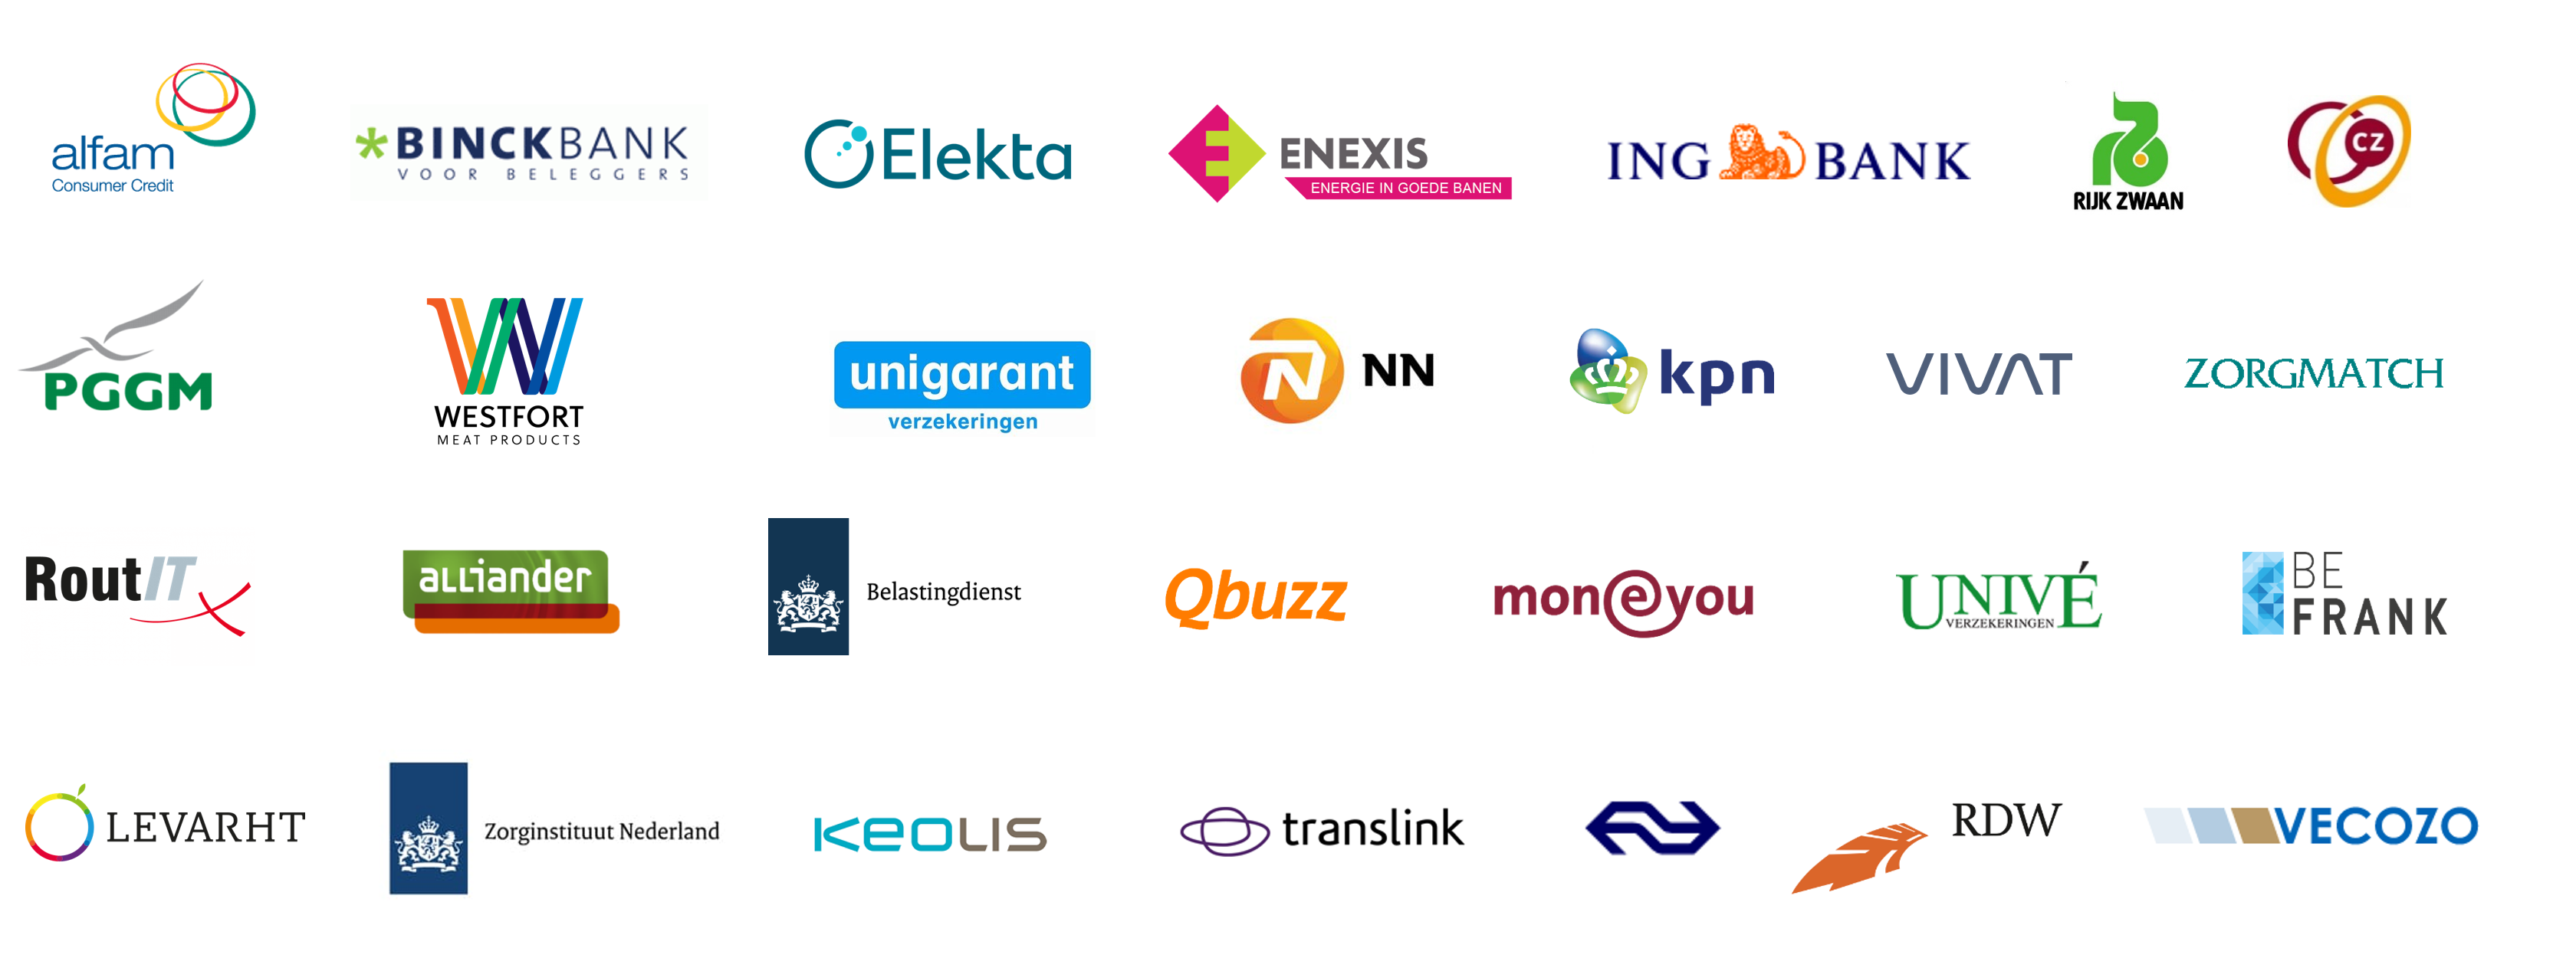 alfam
Consumer Credit
*BINCKBANK
VOOR BELEGGERS
Elekta
E ENEXIS
ENERGIE IN GOEDE BANEN
ING BANK
RIJK ZWAAN
CZ
PGGM
W
WESTFORT
MEAT PRODUCTS
unigarant
verzekeringen
N NN
kpn
VIVAT
ZORGMATCH
RoutIT
alliander
Belastingdienst
Qbuzz
moneyou
UNIVÉ
VERZEKERINGEN
BE
FRANK
LEVARHT
Zorginstituut Nederland
KEOLIS
translink
RDW
VECOZO